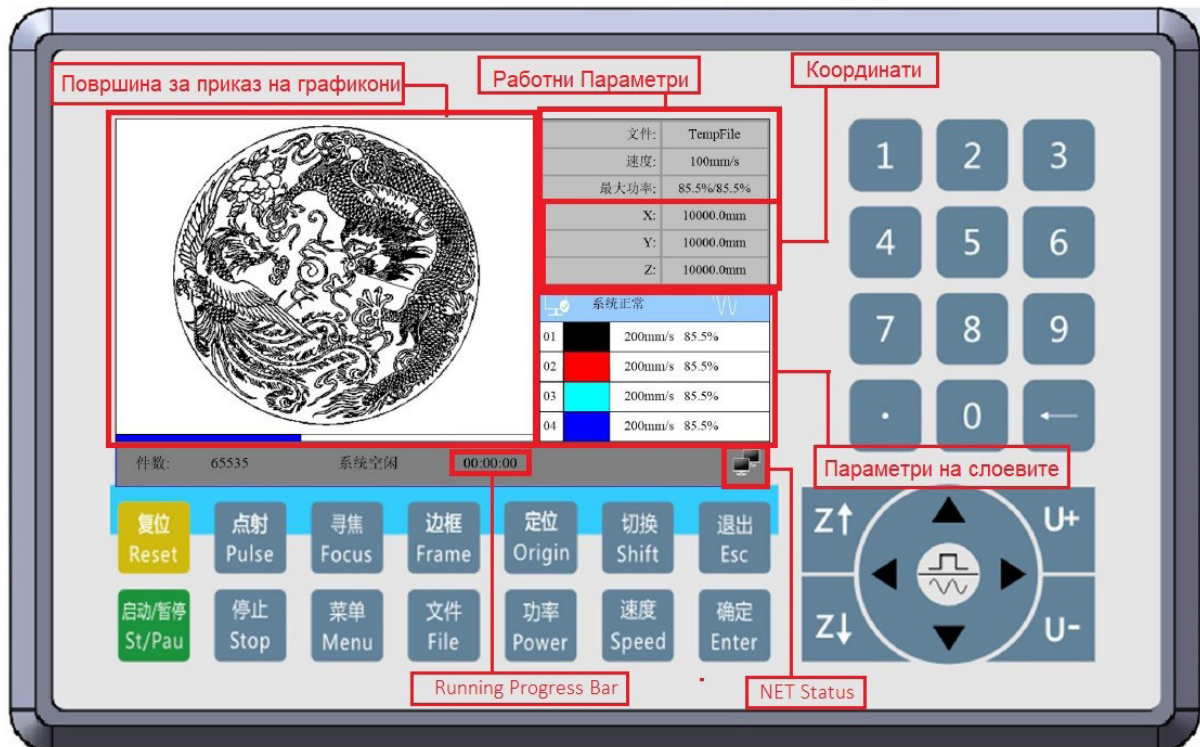 Површина за приказ на графикони
Работни Параметри
Координати
文件: TempFile
速度: 100mm/s
最大功率: 85.5%/85.5%
X: 10000.0mm
Y: 10000.0mm
Z: 10000.0mm
系统正常
01 200mm/s 85.5%
02 200mm/s 85.5%
03 200mm/s 85.5%
04 200mm/s 85.5%
件数: 65535 系统空闲 00:00:00
1 2 3
4 5 6
7 8 9
. 0 ←
Параметри на слоевите
复位 点射 寻焦 边框 定位 切换 退出
Reset Pulse Focus Frame Origin Shift Esc
启动/暂停 停止 菜单 文件 功率 速度 确定
St/Pau Stop Menu File Power Speed Enter
Z↑ U+
Z↓ U-
Running Progress Bar
NET Status